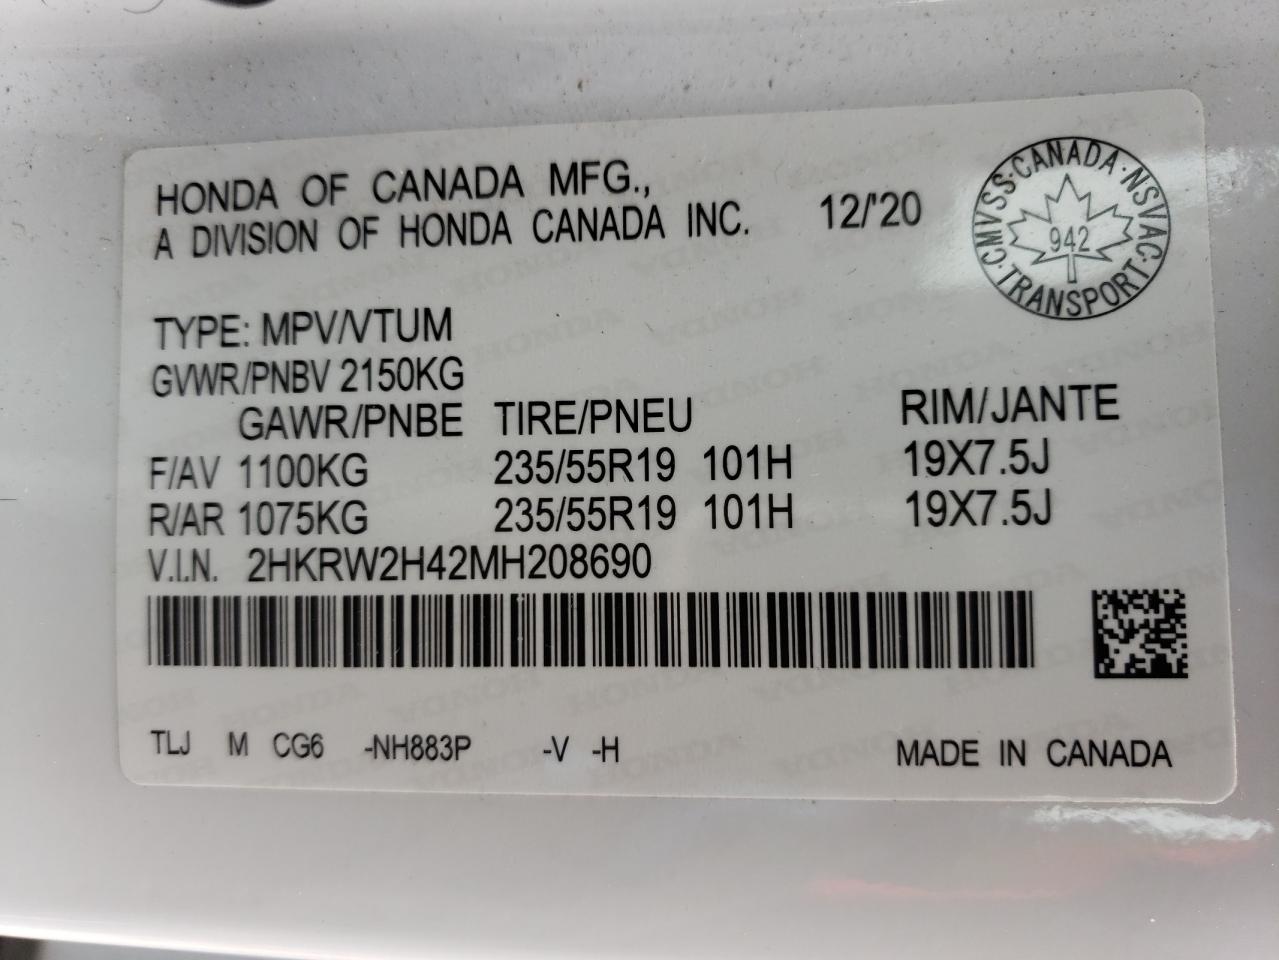 HONDA OF CANADA MFG.,
A DIVISION OF HONDA CANADA INC.
12/'20
CMVSS·CANADA·NSVAC·TRANSPORT·
942
TYPE: MPV/VTUM
GVWR/PNBV 2150KG
GAWR/PNBE TIRE/PNEU RIM/JANTE
F/AV 1100KG 235/55R19 101H 19X7.5J
R/AR 1075KG 235/55R19 101H 19X7.5J
V.I.N. 2HKRW2H42MH208690
TLJ M CG6 -NH883P -V -H MADE IN CANADA